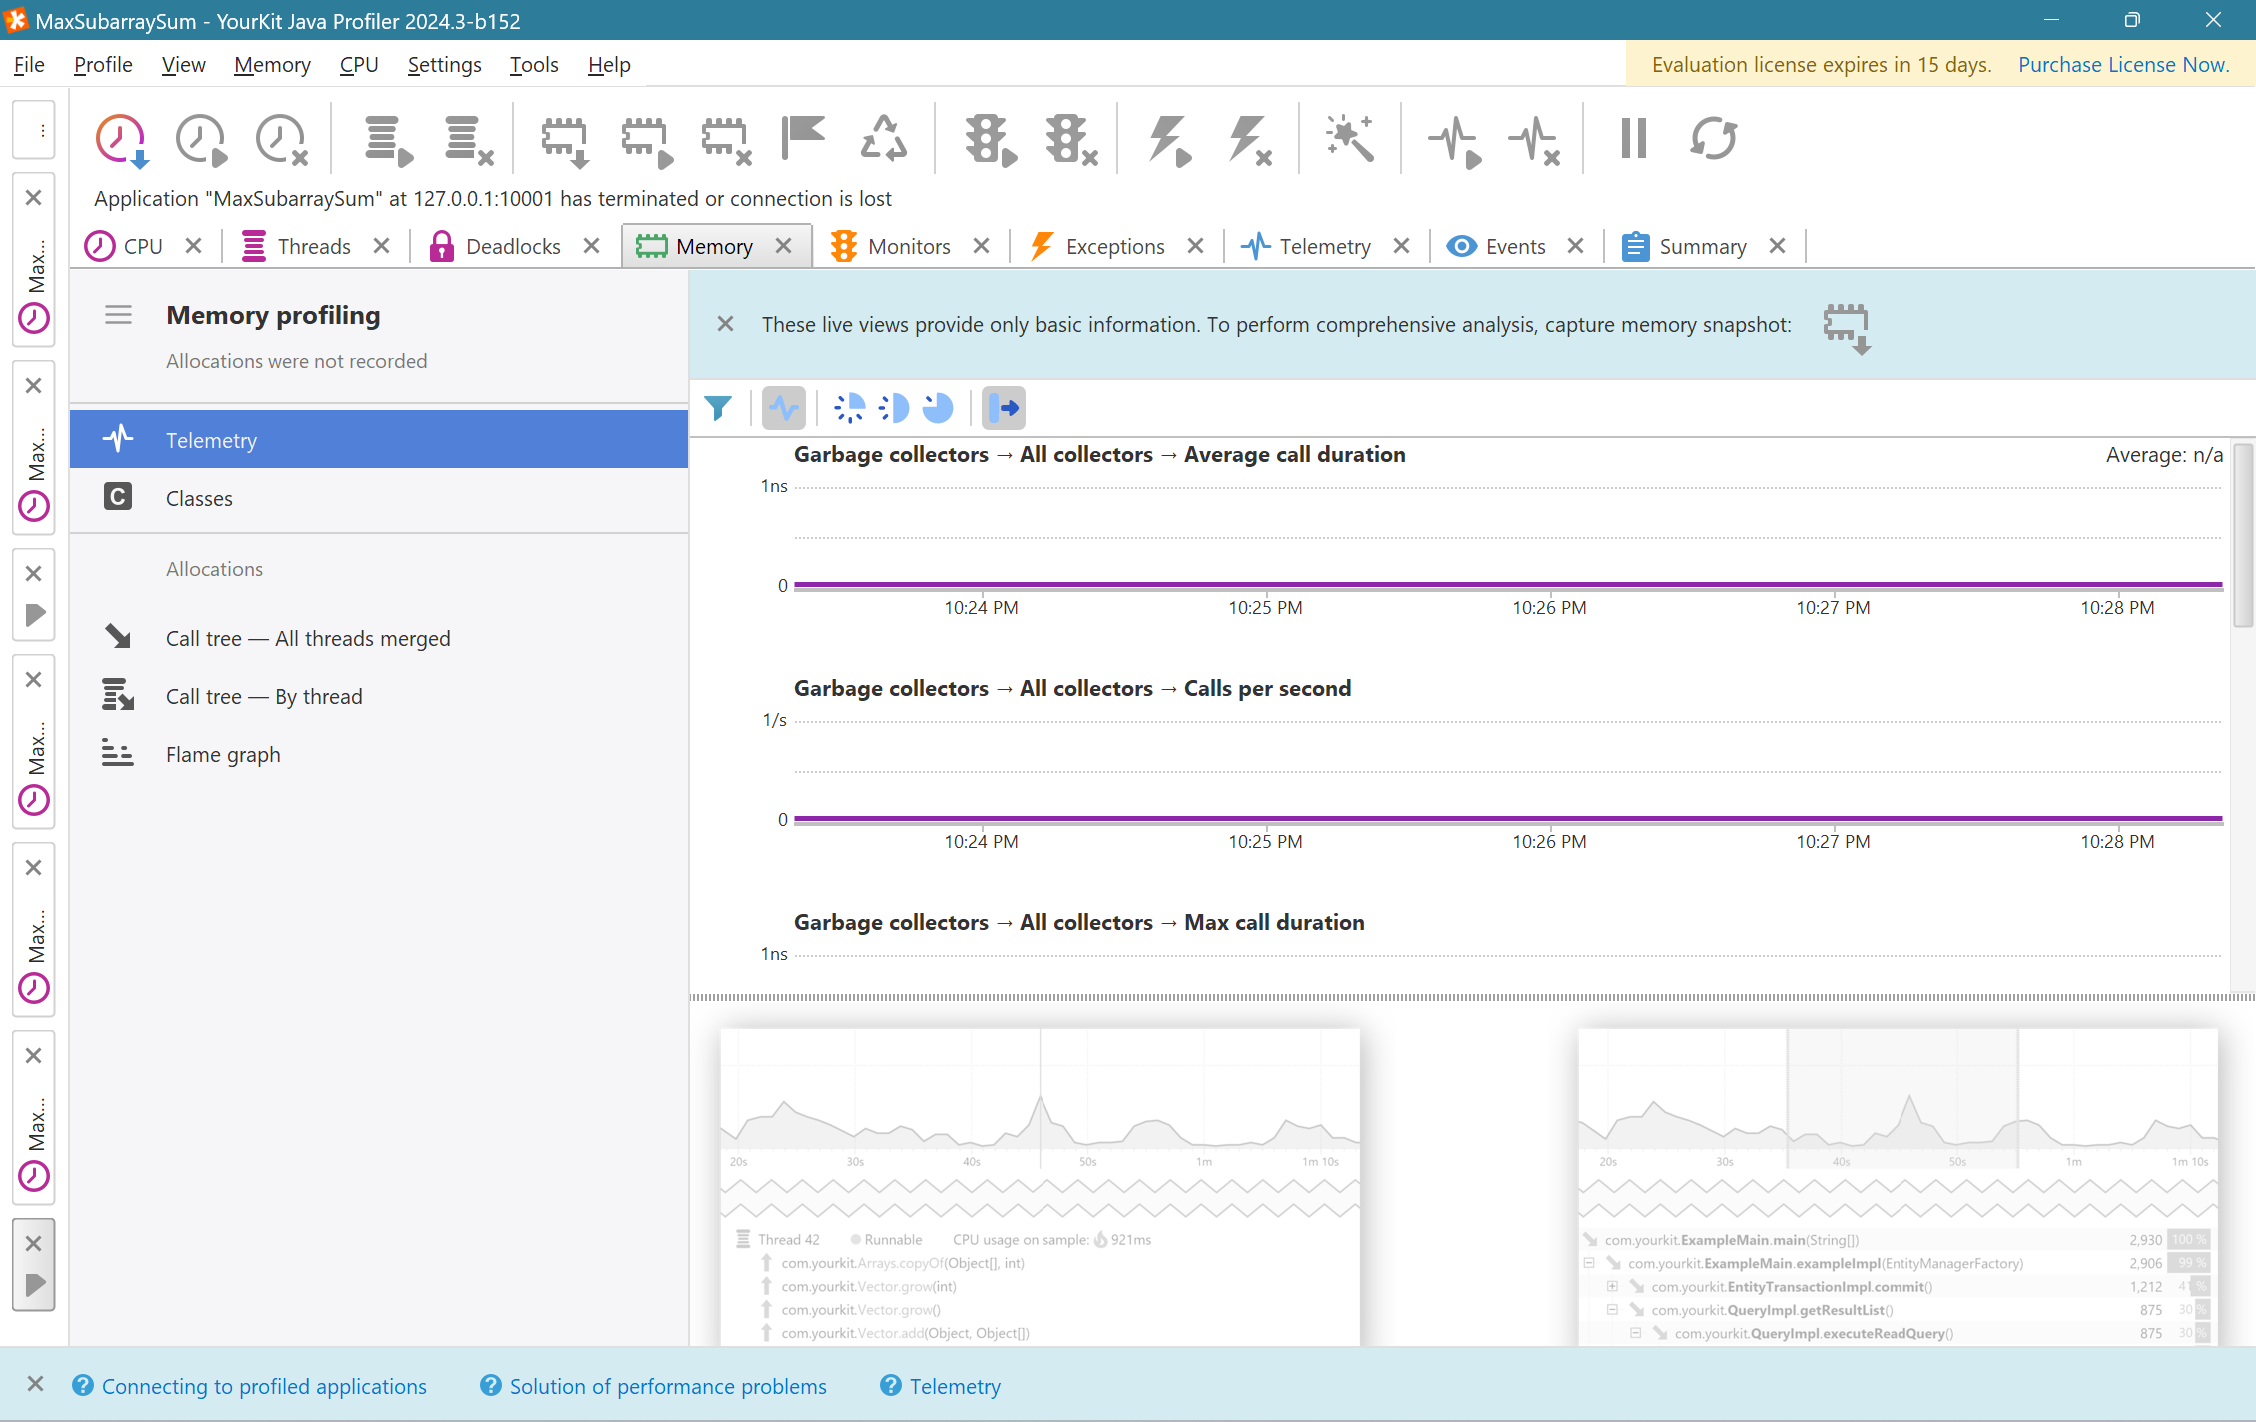 MaxSubarraySum - YourKit Java Profiler 2024.3-b152
File Profile View Memory CPU Settings Tools Help
Evaluation license expires in 15 days. Purchase License Now.
...
Application "MaxSubarraySum" at 127.0.0.1:10001 has terminated or connection is lost
CPU Threads Deadlocks Memory Monitors Exceptions Telemetry Events Summary
Max...
Max...
Max...
Max...
Max...
Memory profiling
Allocations were not recorded
Telemetry
C Classes
Allocations
Call tree — All threads merged
Call tree — By thread
Flame graph
These live views provide only basic information. To perform comprehensive analysis, capture memory snapshot:
Garbage collectors → All collectors → Average call duration
Average: n/a
1ns
0
10:24 PM 10:25 PM 10:26 PM 10:27 PM 10:28 PM
Garbage collectors → All collectors → Calls per second
1/s
0
10:24 PM 10:25 PM 10:26 PM 10:27 PM 10:28 PM
Garbage collectors → All collectors → Max call duration
1ns
20s 30s 40s 50s 1m 1m 10s
Thread 42 Runnable CPU usage on sample: 921ms
com.yourkit.Arrays.copyOf(Object[], int)
com.yourkit.Vector.grow(int)
com.yourkit.Vector.grow()
com.yourkit.Vector.add(Object, Object[])
20s 30s 40s 50s 1m 1m 10s
com.yourkit.ExampleMain.main(String[]) 2,930 100 %
com.yourkit.ExampleMain.exampleImpl(EntityManagerFactory) 2,906 99 %
com.yourkit.EntityTransactionImpl.commit() 1,212 41 %
com.yourkit.QueryImpl.getResultList() 875 30 %
com.yourkit.QueryImpl.executeReadQuery() 875 30 %
? Connecting to profiled applications ? Solution of performance problems ? Telemetry